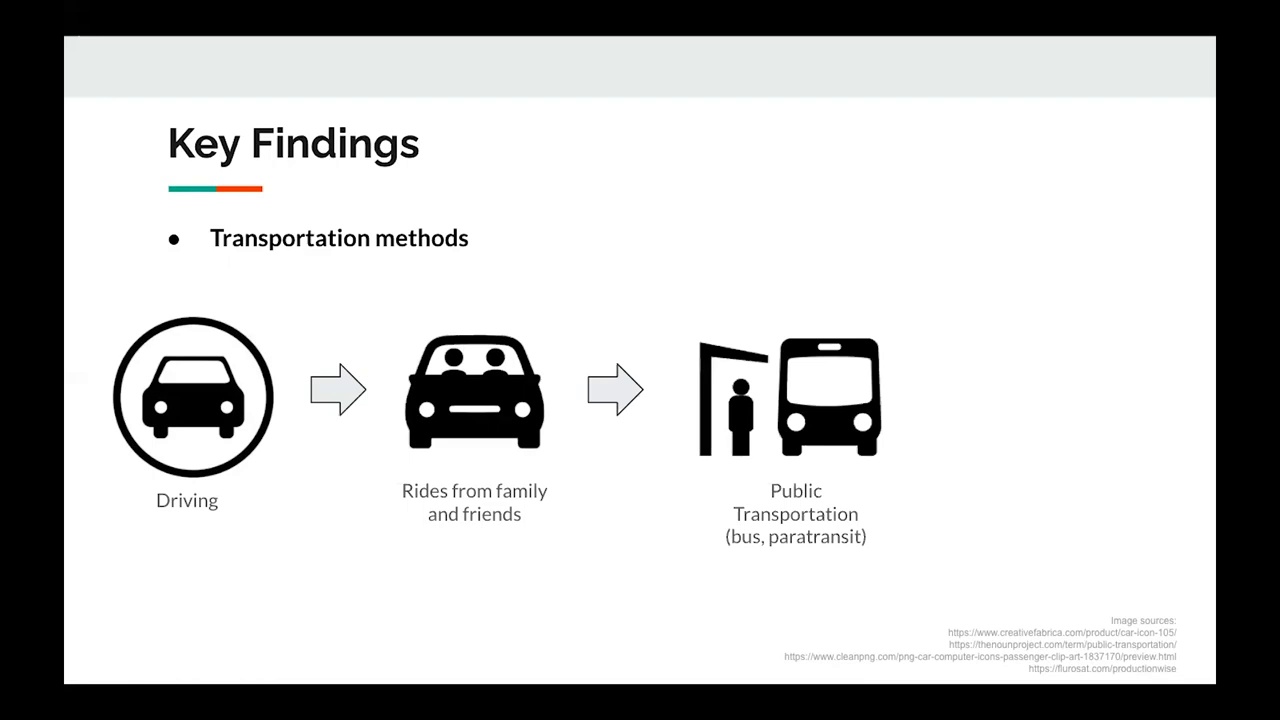 Key Findings
● Transportation methods
Driving
Rides from family
and friends
Public
Transportation
(bus, paratransit)
Image sources:
https://www.creativefabrica.com/product/car-icon-105/
https://thenounproject.com/term/public-transportation/
https://www.cleanpng.com/png-car-computer-icons-passenger-clip-art-1837170/preview.html
https://flurosat.com/productionwise